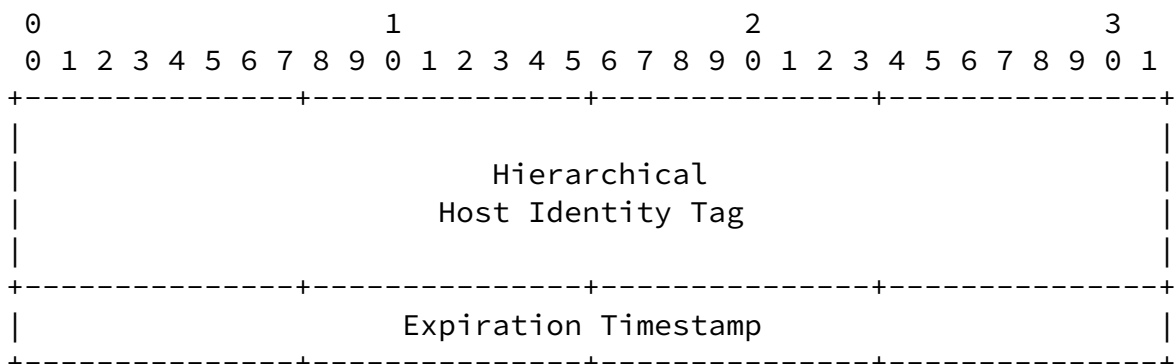 0                   1                   2                   3
 0 1 2 3 4 5 6 7 8 9 0 1 2 3 4 5 6 7 8 9 0 1 2 3 4 5 6 7 8 9 0 1
+---------------+---------------+---------------+---------------+
|                                                               |
|                          Hierarchical                         |
|                       Host Identity Tag                       |
|                                                               |
+---------------+---------------+---------------+---------------+
|                     Expiration Timestamp                      |
+---------------+---------------+---------------+---------------+